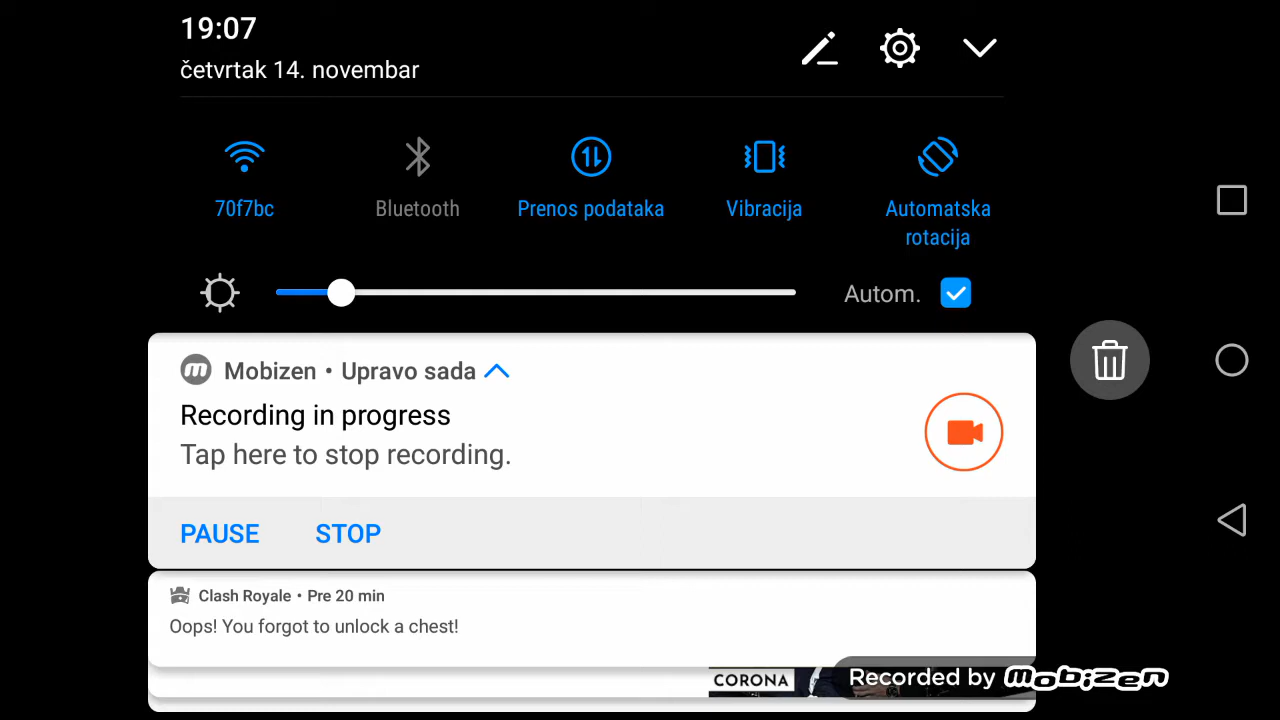 19:07
četvrtak 14. novembar
70f7bc
Bluetooth
Prenos podataka
Vibracija
Automatska
rotacija
Autom.
Mobizen • Upravo sada
Recording in progress
Tap here to stop recording.
PAUSE STOP
Clash Royale • Pre 20 min
Oops! You forgot to unlock a chest!
CORONA
Recorded by mobizen